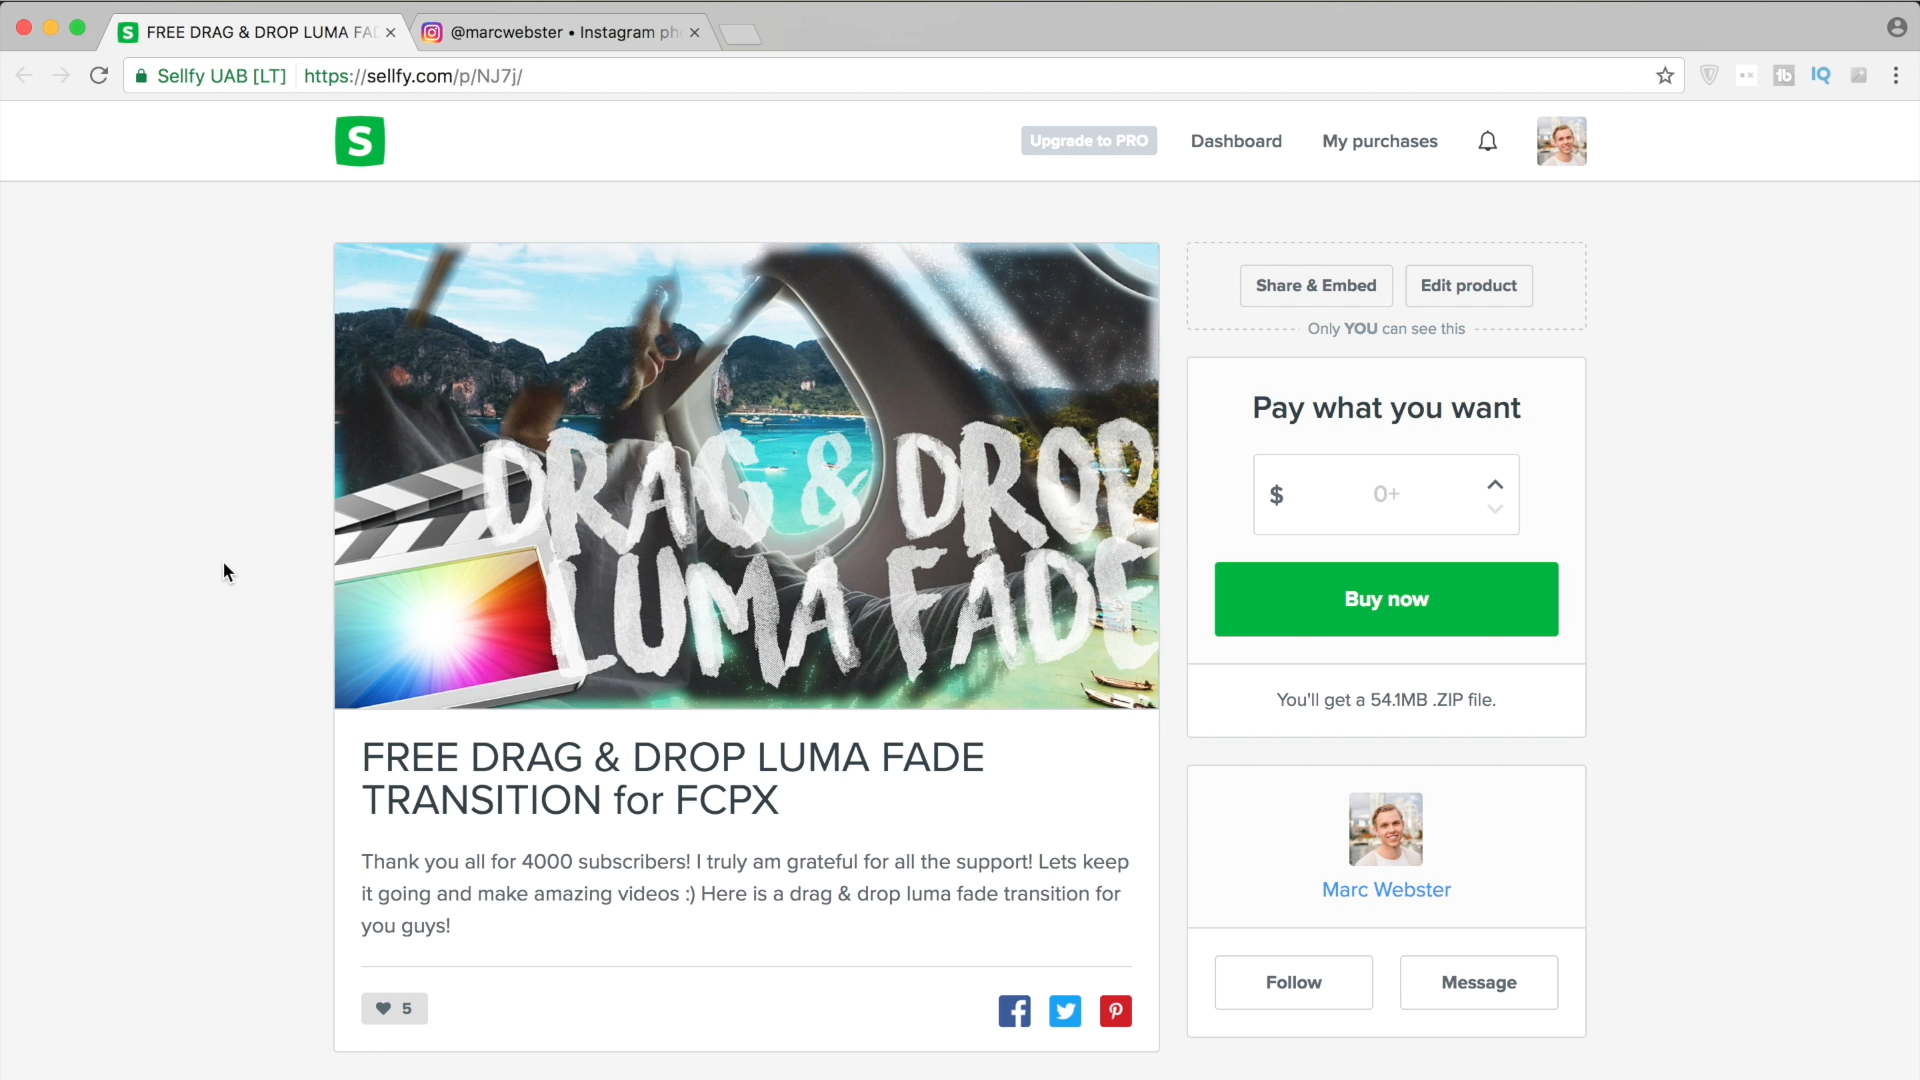 FREE DRAG & DROP LUMA FAD
@marcwebster • Instagram ph
Sellfy UAB [LT] https://sellfy.com/p/NJ7j/
S
Upgrade to PRO
Dashboard
My purchases
DRAG & DROP
LUMA FADE
Share & Embed
Edit product
Only YOU can see this
Pay what you want
$ 0+
Buy now
You'll get a 54.1MB .ZIP file.
FREE DRAG & DROP LUMA FADE
TRANSITION for FCPX
Thank you all for 4000 subscribers! I truly am grateful for all the support! Lets keep
it going and make amazing videos :) Here is a drag & drop luma fade transition for
you guys!
5
Marc Webster
Follow
Message